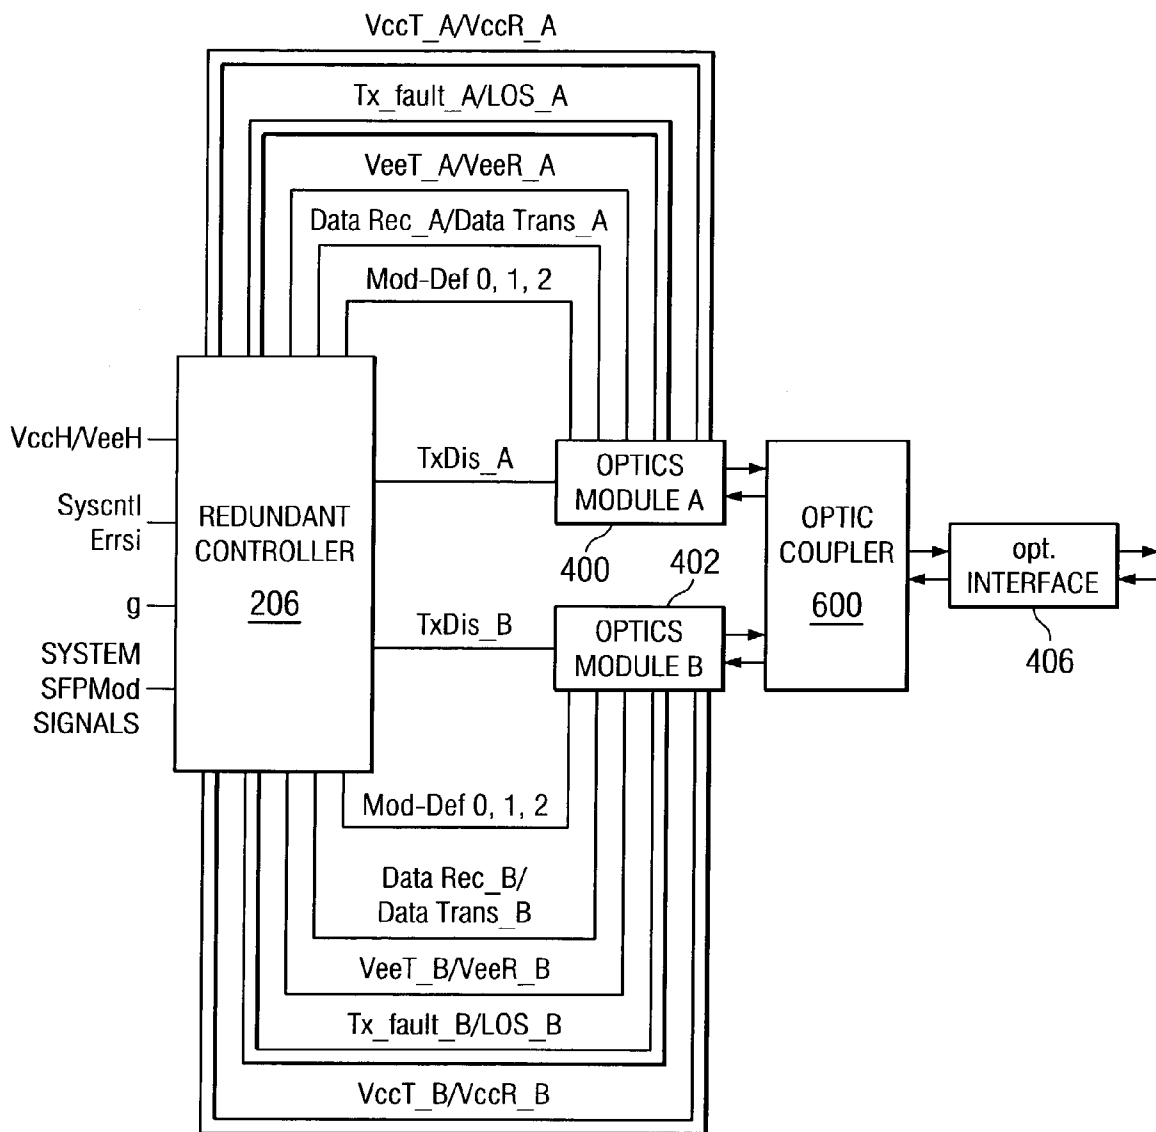 VccT_A/VccR_A
Tx_fault_A/LOS_A
VeeT_A/VeeR_A
Data Rec_A/Data Trans_A
Mod-Def 0, 1, 2
VccH/VeeH
Syscntl
Errsi
g
SYSTEM
SFPMod
SIGNALS
REDUNDANT
CONTROLLER
206
TxDis_A
OPTICS
MODULE A
400
402
TxDis_B
OPTICS
MODULE B
OPTIC
COUPLER
600
opt.
INTERFACE
406
Mod-Def 0, 1, 2
Data Rec_B/
Data Trans_B
VeeT_B/VeeR_B
Tx_fault_B/LOS_B
VccT_B/VccR_B